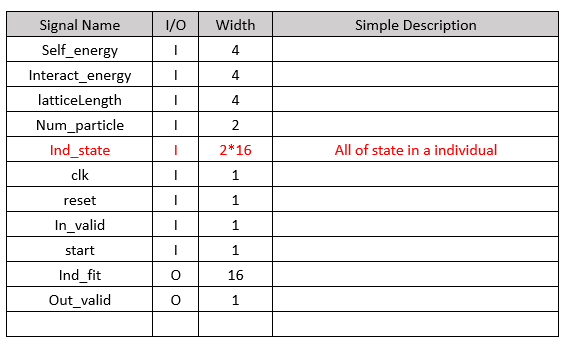 Signal Name I/O Width Simple Description
Self_energy I 4
Interact_energy I 4
latticeLength I 4
Num_particle I 2
Ind_state I 2*16 All of state in a individual
clk I 1
reset I 1
In_valid I 1
start I 1
Ind_fit O 16
Out_valid O 1